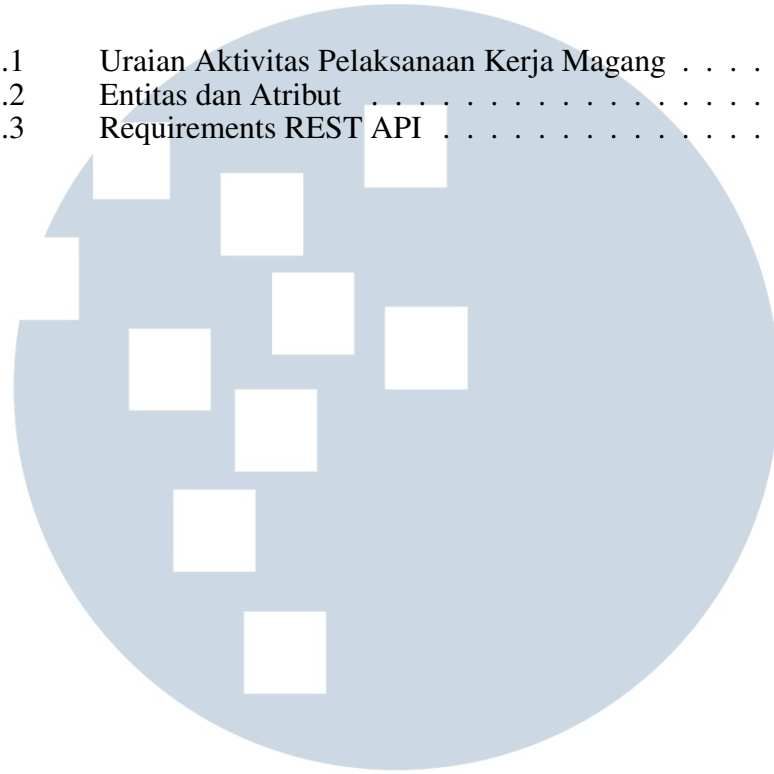 .1 Uraian Aktivitas Pelaksanaan Kerja Magang . . . .
.2 Entitas dan Atribut . . . . . . . . . . . . . . . . .
.3 Requirements REST API . . . . . . . . . . . . . .